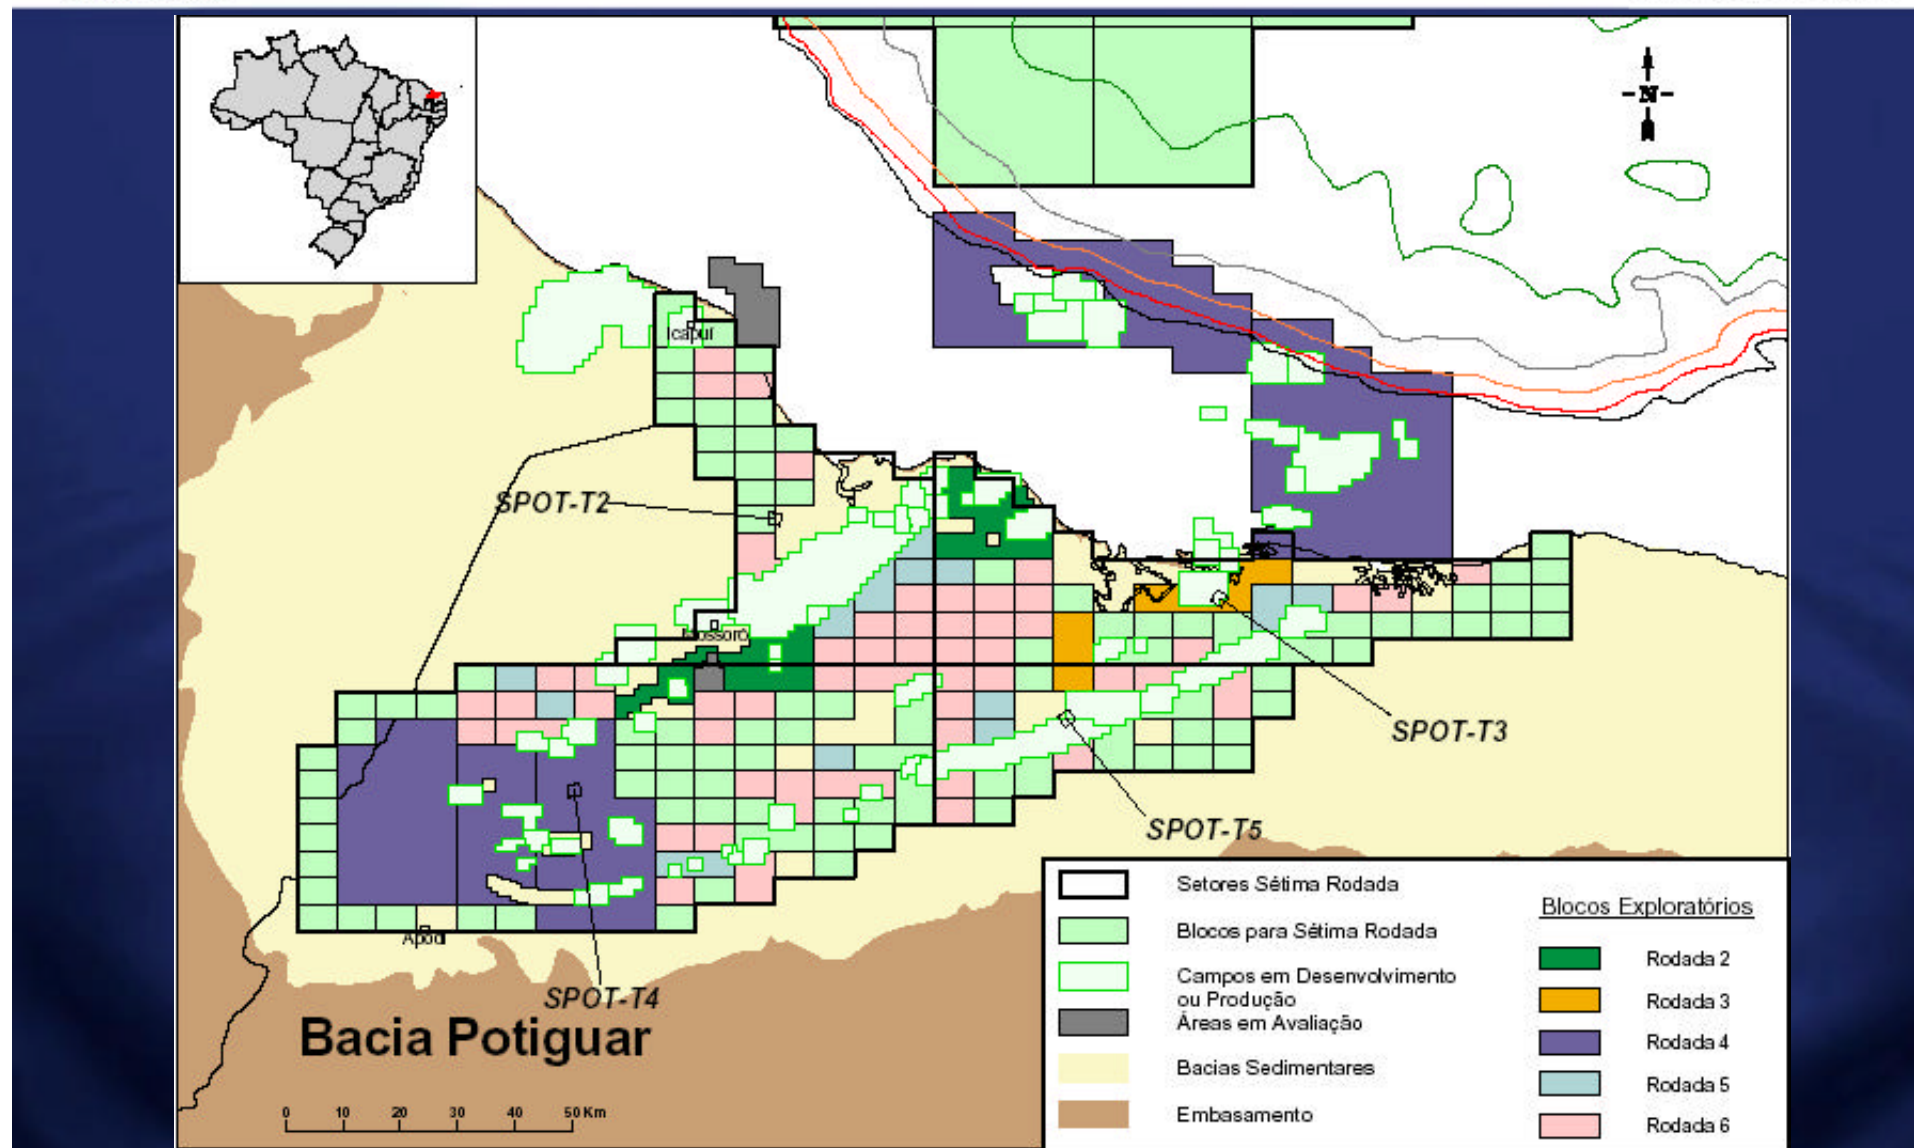 N
Icapuí
SPOT-T2
Mossoró
SPOT-T3
SPOT-T5
Apodi
SPOT-T4
Bacia Potiguar
0 10 20 30 40 50 Km
Setores Sétima Rodada
Blocos para Sétima Rodada
Campos em Desenvolvimento
ou Produção
Áreas em Avaliação
Bacias Sedimentares
Embasamento
Blocos Exploratórios
Rodada 2
Rodada 3
Rodada 4
Rodada 5
Rodada 6